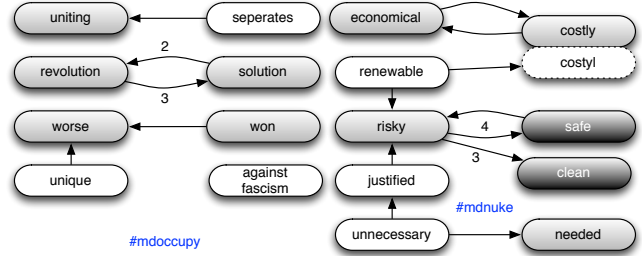 uniting
seperates
economical
costly
costyl
revolution
2
3
solution
renewable
worse
won
risky
4
3
safe
clean
unique
against
fascism
justified
#mdoccupy
#mdnuke
unnecessary
needed